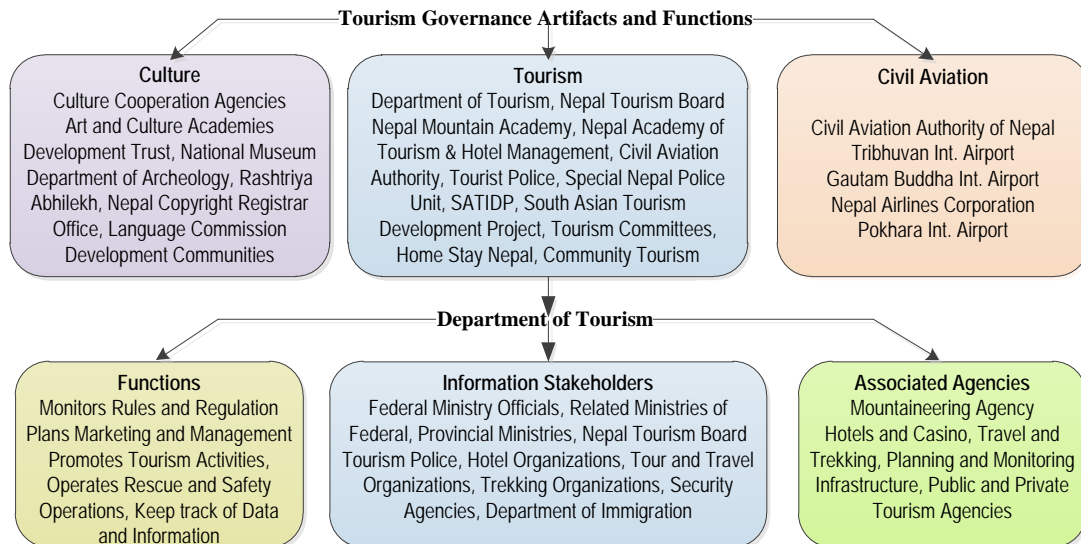 Tourism Governance Artifacts and Functions
Culture
Culture Cooperation Agencies
Art and Culture Academies
Development Trust, National Museum
Department of Archeology, Rashtriya
Abhilekh, Nepal Copyright Registrar
Office, Language Commission
Development Communities
Tourism
Department of Tourism, Nepal Tourism Board
Nepal Mountain Academy, Nepal Academy of
Tourism & Hotel Management, Civil Aviation
Authority, Tourist Police, Special Nepal Police
Unit, SATIDP, South Asian Tourism
Development Project, Tourism Committees,
Home Stay Nepal, Community Tourism
Civil Aviation
Civil Aviation Authority of Nepal
Tribhuvan Int. Airport
Gautam Buddha Int. Airport
Nepal Airlines Corporation
Pokhara Int. Airport
Department of Tourism
Functions
Monitors Rules and Regulation
Plans Marketing and Management
Promotes Tourism Activities,
Operates Rescue and Safety
Operations, Keep track of Data
and Information
Information Stakeholders
Federal Ministry Officials, Related Ministries of
Federal, Provincial Ministries, Nepal Tourism Board
Tourism Police, Hotel Organizations, Tour and Travel
Organizations, Trekking Organizations, Security
Agencies, Department of Immigration
Associated Agencies
Mountaineering Agency
Hotels and Casino, Travel and
Trekking, Planning and Monitoring
Infrastructure, Public and Private
Tourism Agencies